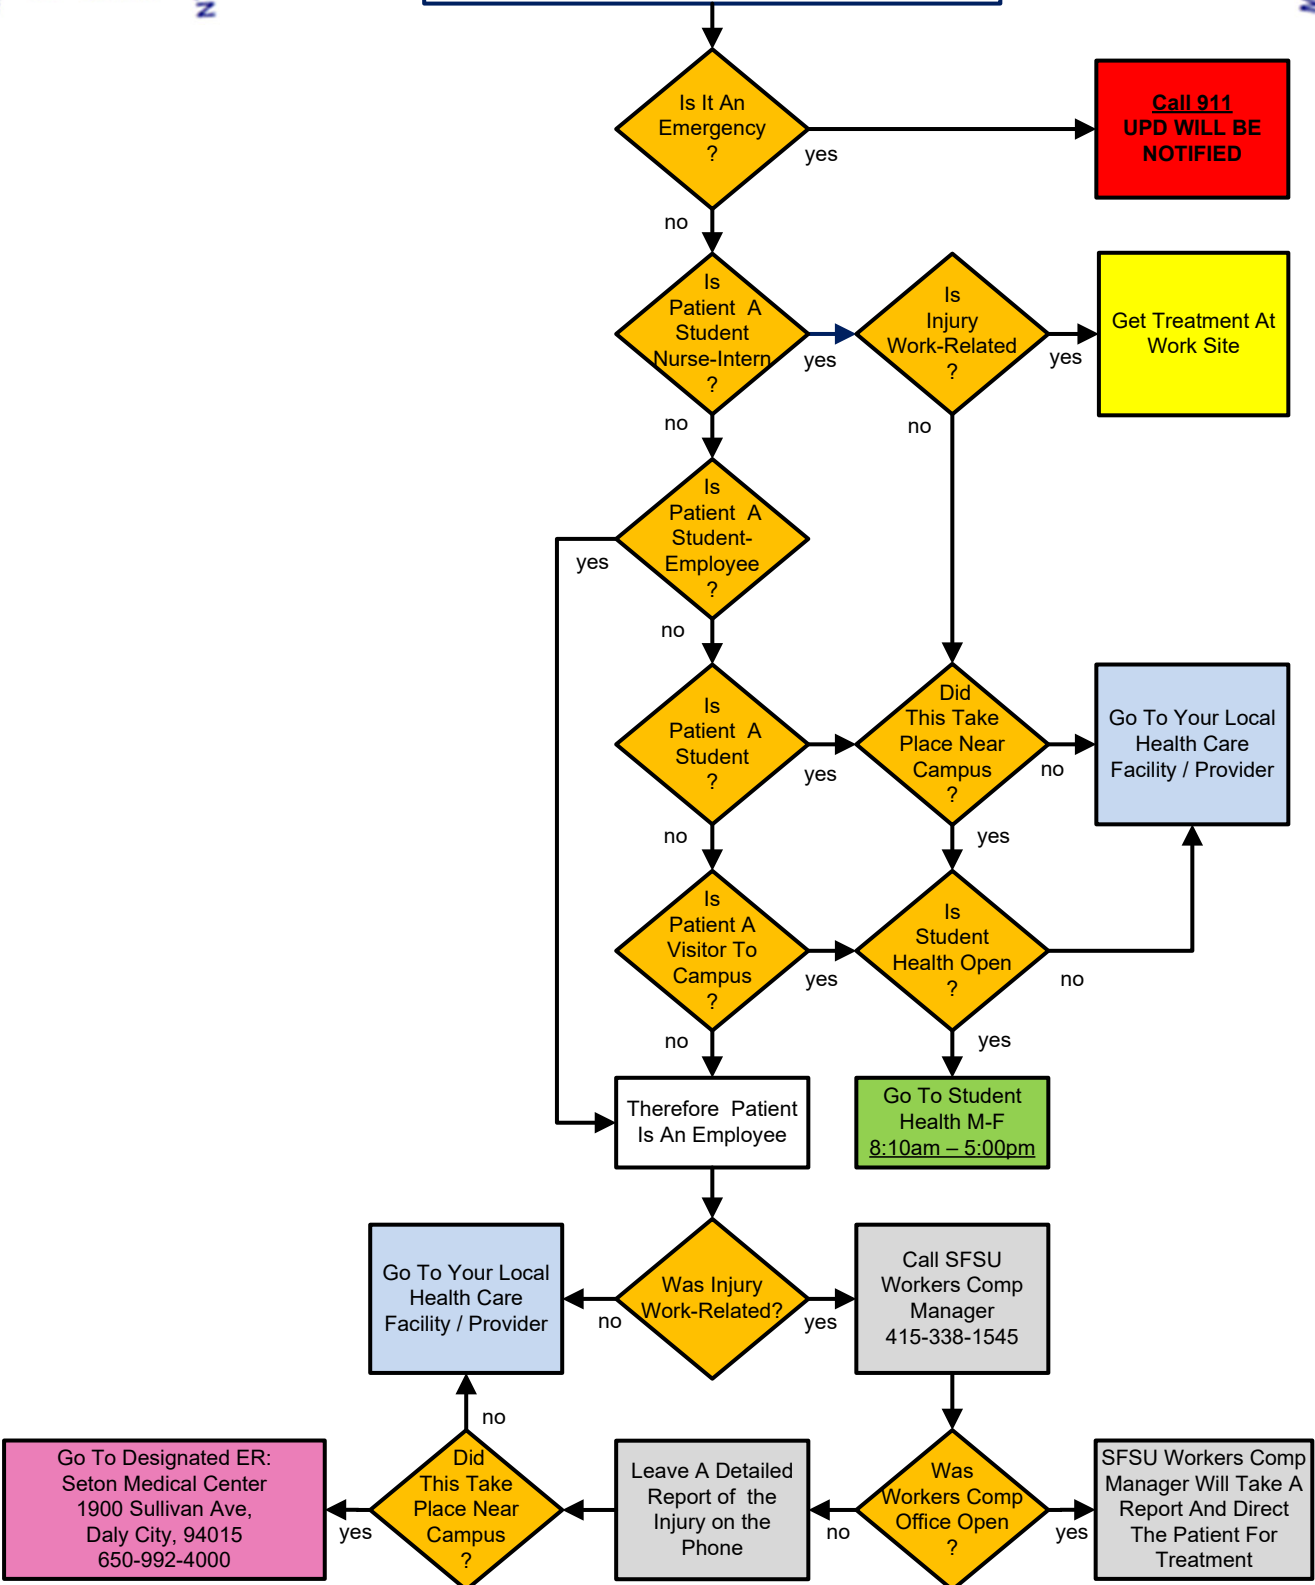 N
Is It An
Emergency
?
yes
Call 911
UPD WILL BE
NOTIFIED
no
Is
Patient A
Student
Nurse-Intern
?
yes
Is
Injury
Work-Related
?
yes
Get Treatment At
Work Site
no
no
Is
Patient A
Student-
Employee
?
yes
no
Is
Patient A
Student
?
yes
Did
This Take
Place Near
Campus
?
no
Go To Your Local
Health Care
Facility / Provider
no
yes
Is
Patient A
Visitor To
Campus
?
yes
Is
Student
Health Open
?
no
no
yes
Therefore Patient
Is An Employee
Go To Student
Health M-F
8:10am – 5:00pm
Go To Your Local
Health Care
Facility / Provider
no
Was Injury
Work-Related?
yes
Call SFSU
Workers Comp
Manager
415-338-1545
no
Go To Designated ER:
Seton Medical Center
1900 Sullivan Ave,
Daly City, 94015
650-992-4000
yes
Did
This Take
Place Near
Campus
?
Leave A Detailed
Report of the
Injury on the
Phone
no
Was
Workers Comp
Office Open
?
yes
SFSU Workers Comp
Manager Will Take A
Report And Direct
The Patient For
Treatment